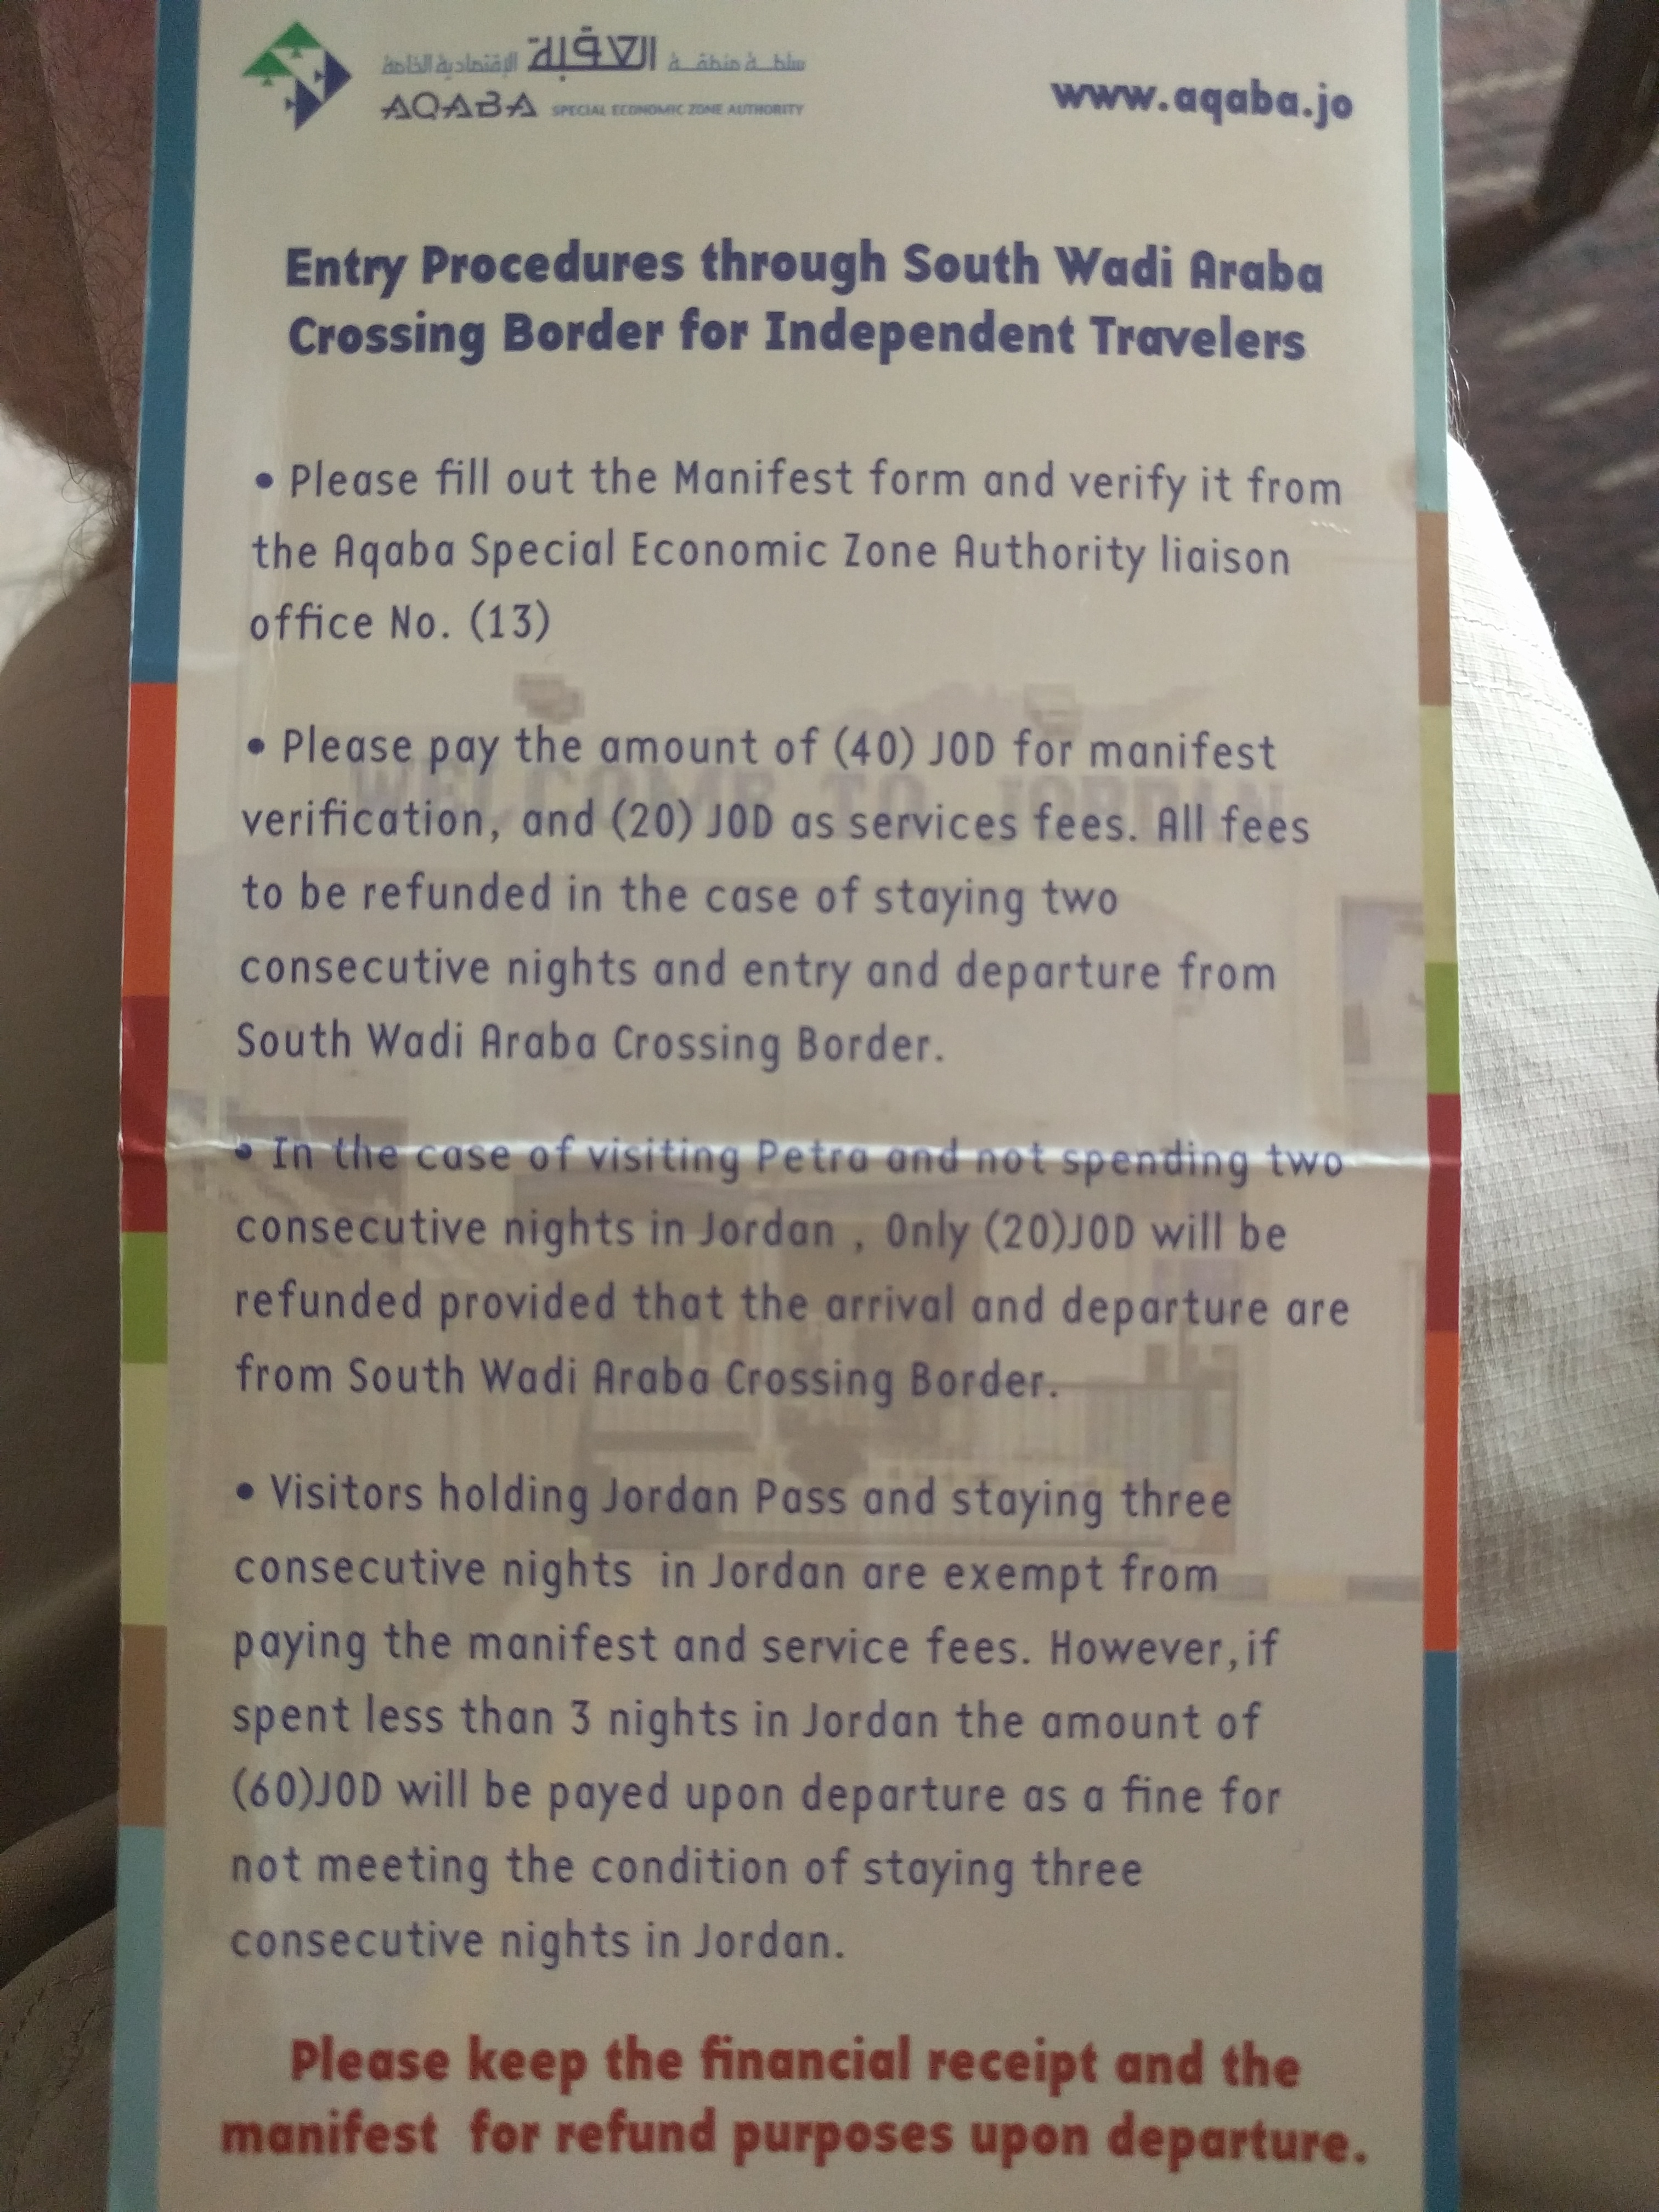 سلطة منطقة العقبة الاقتصادية الخاصة
AQABA SPECIAL ECONOMIC ZONE AUTHORITY
www.aqaba.jo
Entry Procedures through South Wadi Araba
Crossing Border for Independent Travelers
• Please fill out the Manifest form and verify it from
the Aqaba Special Economic Zone Authority liaison
office No. (13)
• Please pay the amount of (40) JOD for manifest
verification, and (20) JOD as services fees. All fees
to be refunded in the case of staying two
consecutive nights and entry and departure from
South Wadi Araba Crossing Border.
• In the case of visiting Petra and not spending two
consecutive nights in Jordan , Only (20)JOD will be
refunded provided that the arrival and departure are
from South Wadi Araba Crossing Border.
• Visitors holding Jordan Pass and staying three
consecutive nights in Jordan are exempt from
paying the manifest and service fees. However,if
spent less than 3 nights in Jordan the amount of
(60)JOD will be payed upon departure as a fine for
not meeting the condition of staying three
consecutive nights in Jordan.
Please keep the financial receipt and the
manifest for refund purposes upon departure.
WELCOME TO JORDAN